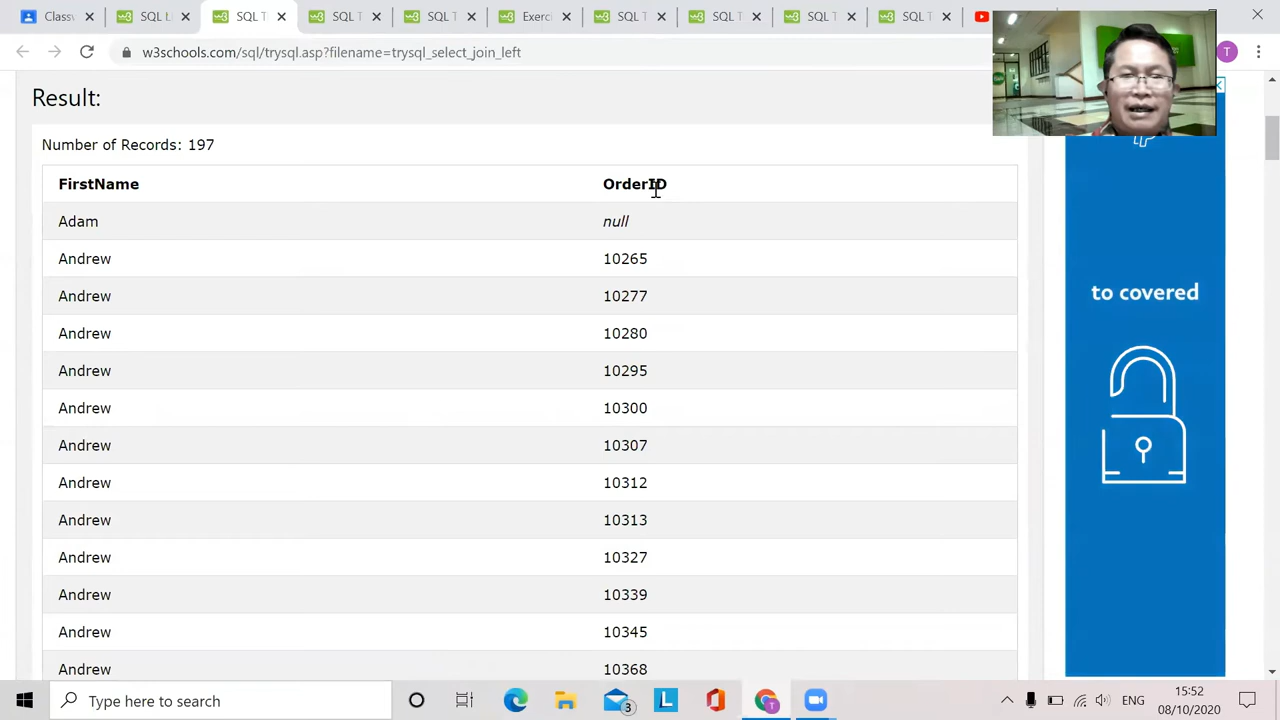 Classv
SQL T
SQL T
SQL
Exerc
SQL T
SQL T
SQL T
w3schools.com/sql/trysql.asp?filename=trysql_select_join_left
T
Result:
Number of Records: 197
FirstName OrderID
Adam null
Andrew 10265
Andrew 10277
Andrew 10280
Andrew 10295
Andrew 10300
Andrew 10307
Andrew 10312
Andrew 10313
Andrew 10327
Andrew 10339
Andrew 10345
Andrew 10368
to covered
Type here to search
L
3
T
ENG
15:52
08/10/2020